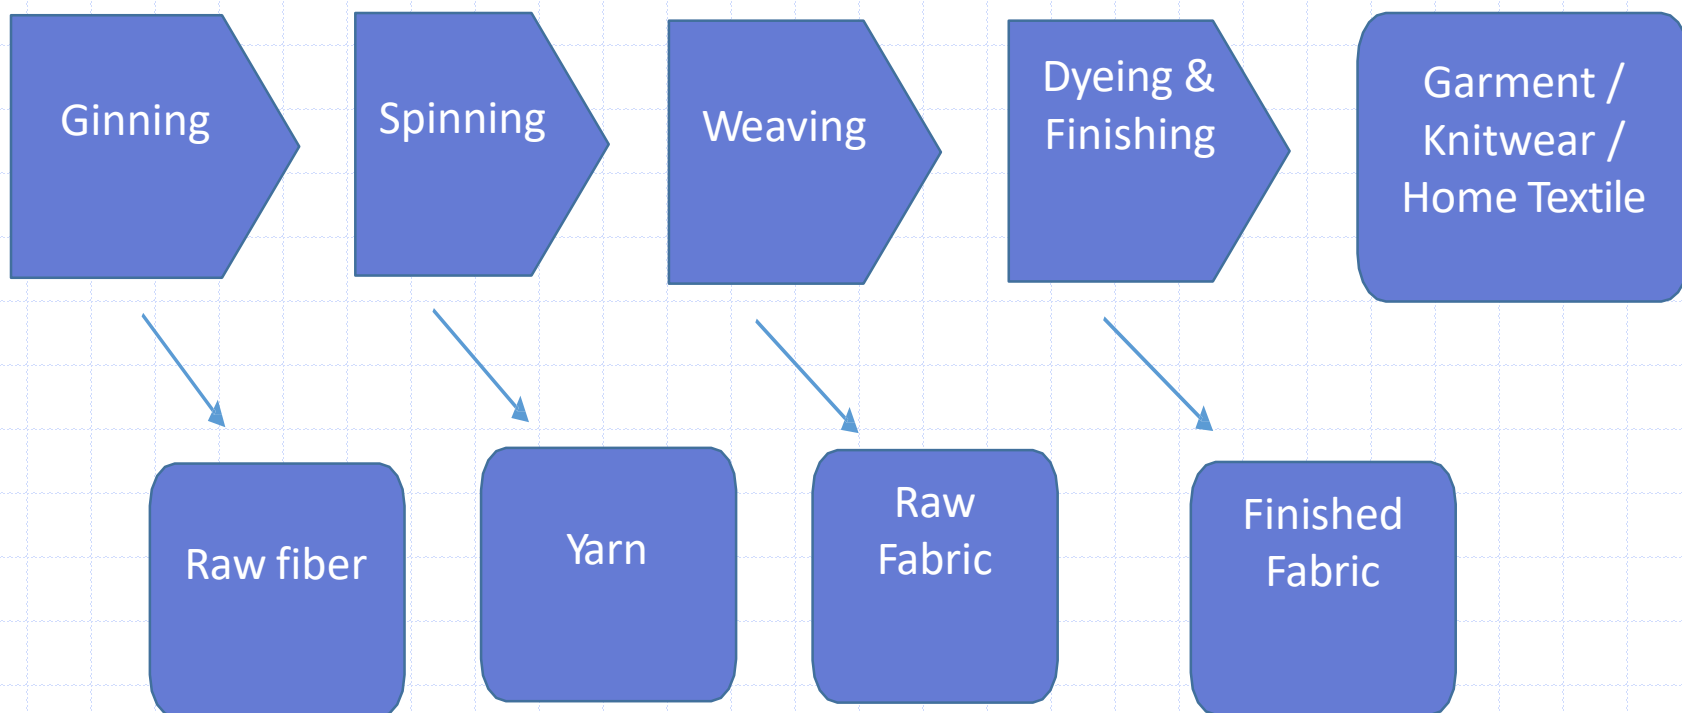 Ginning
Spinning
Weaving
Dyeing &
Finishing
Garment /
Knitwear /
Home Textile
Raw fiber
Yarn
Raw
Fabric
Finished
Fabric